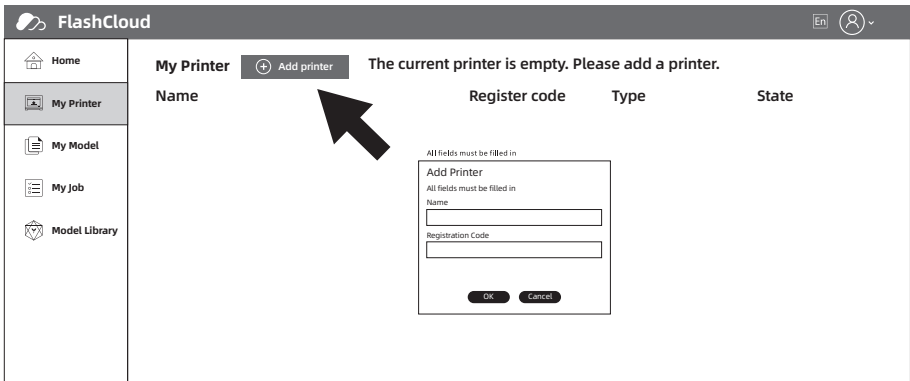 FlashCloud
En
Home
My Printer
My Model
My Job
Model Library
My Printer
Add printer
The current printer is empty. Please add a printer.
Name Register code Type State
All fields must be filled in
Add Printer
All fields must be filled in
Name
Registration Code
OK Cancel